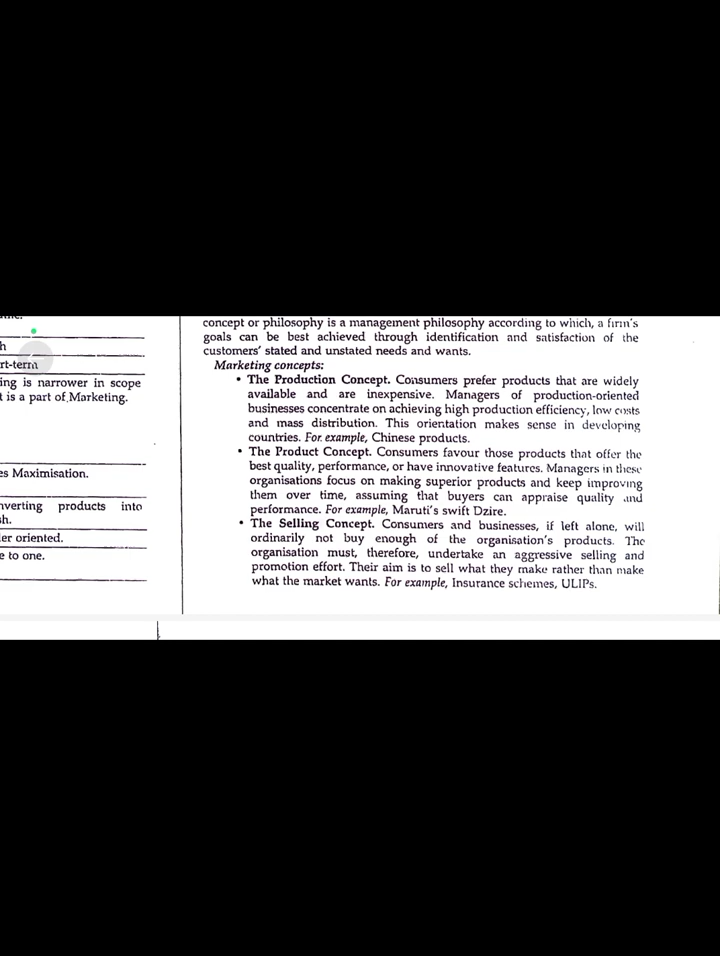 h
rt-term
ing is narrower in scope
t is a part of Marketing.
es Maximisation.
nverting products into
sh.
er oriented.
e to one.
concept or philosophy is a management philosophy according to which, a firm's
goals can be best achieved through identification and satisfaction of the
customers' stated and unstated needs and wants.
Marketing concepts:
• The Production Concept. Consumers prefer products that are widely
available and are inexpensive. Managers of production-oriented
businesses concentrate on achieving high production efficiency, low costs
and mass distribution. This orientation makes sense in developing
countries. For example, Chinese products.
• The Product Concept. Consumers favour those products that offer the
best quality, performance, or have innovative features. Managers in these
organisations focus on making superior products and keep improving
them over time, assuming that buyers can appraise quality and
performance. For example, Maruti's swift Dzire.
• The Selling Concept. Consumers and businesses, if left alone, will
ordinarily not buy enough of the organisation's products. The
organisation must, therefore, undertake an aggressive selling and
promotion effort. Their aim is to sell what they make rather than make
what the market wants. For example, Insurance schemes, ULIPs.